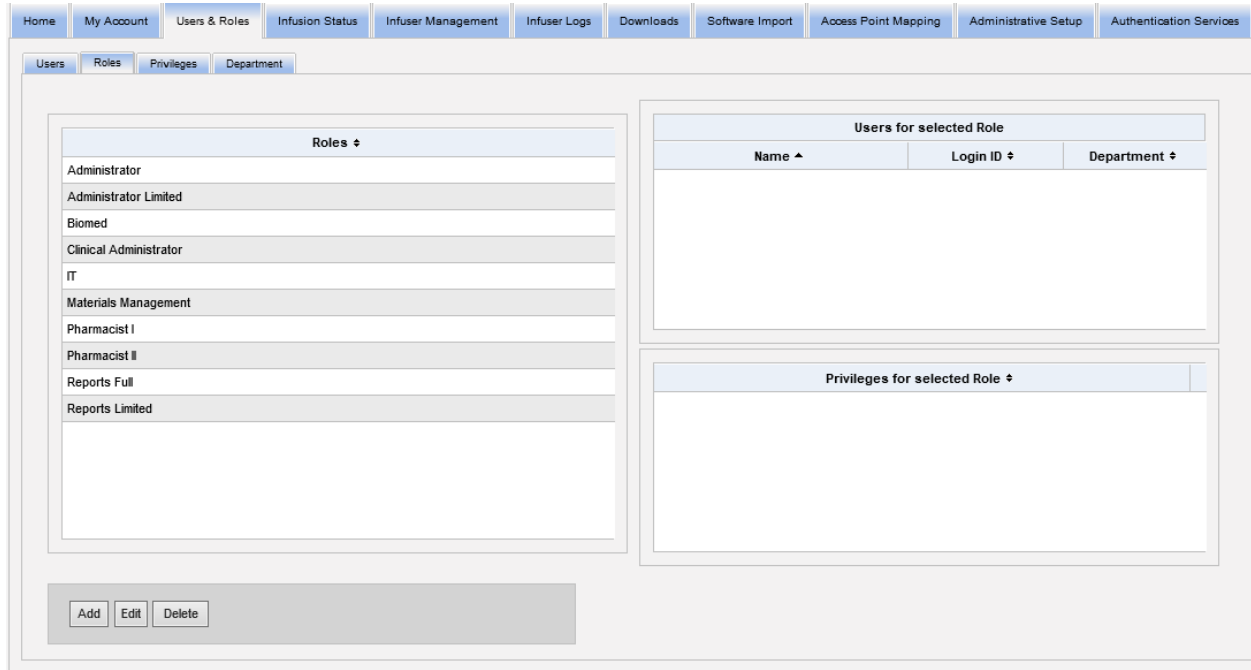 Home My Account Users & Roles Infusion Status Infuser Management Infuser Logs Downloads Software Import Access Point Mapping Administrative Setup Authentication Services
Users Roles Privileges Department
Roles
Administrator
Administrator Limited
Biomed
Clinical Administrator
IT
Materials Management
Pharmacist I
Pharmacist II
Reports Full
Reports Limited
Users for selected Role
Name Login ID Department
Privileges for selected Role
Add Edit Delete